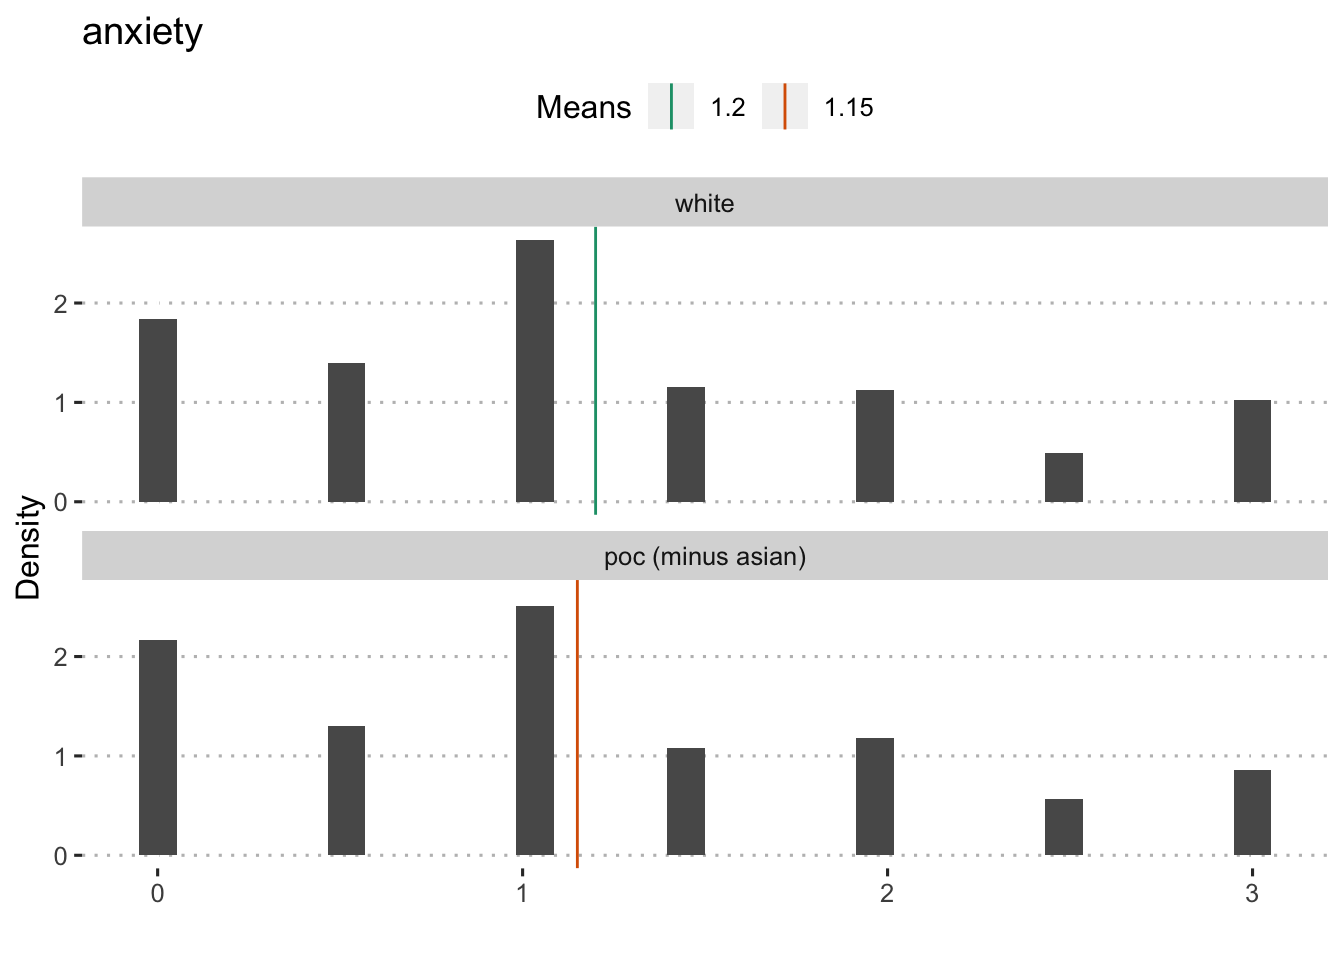 anxiety
Means 1.2 1.15
white
2
1
0
Density
poc (minus asian)
2
1
0
0 1 2 3